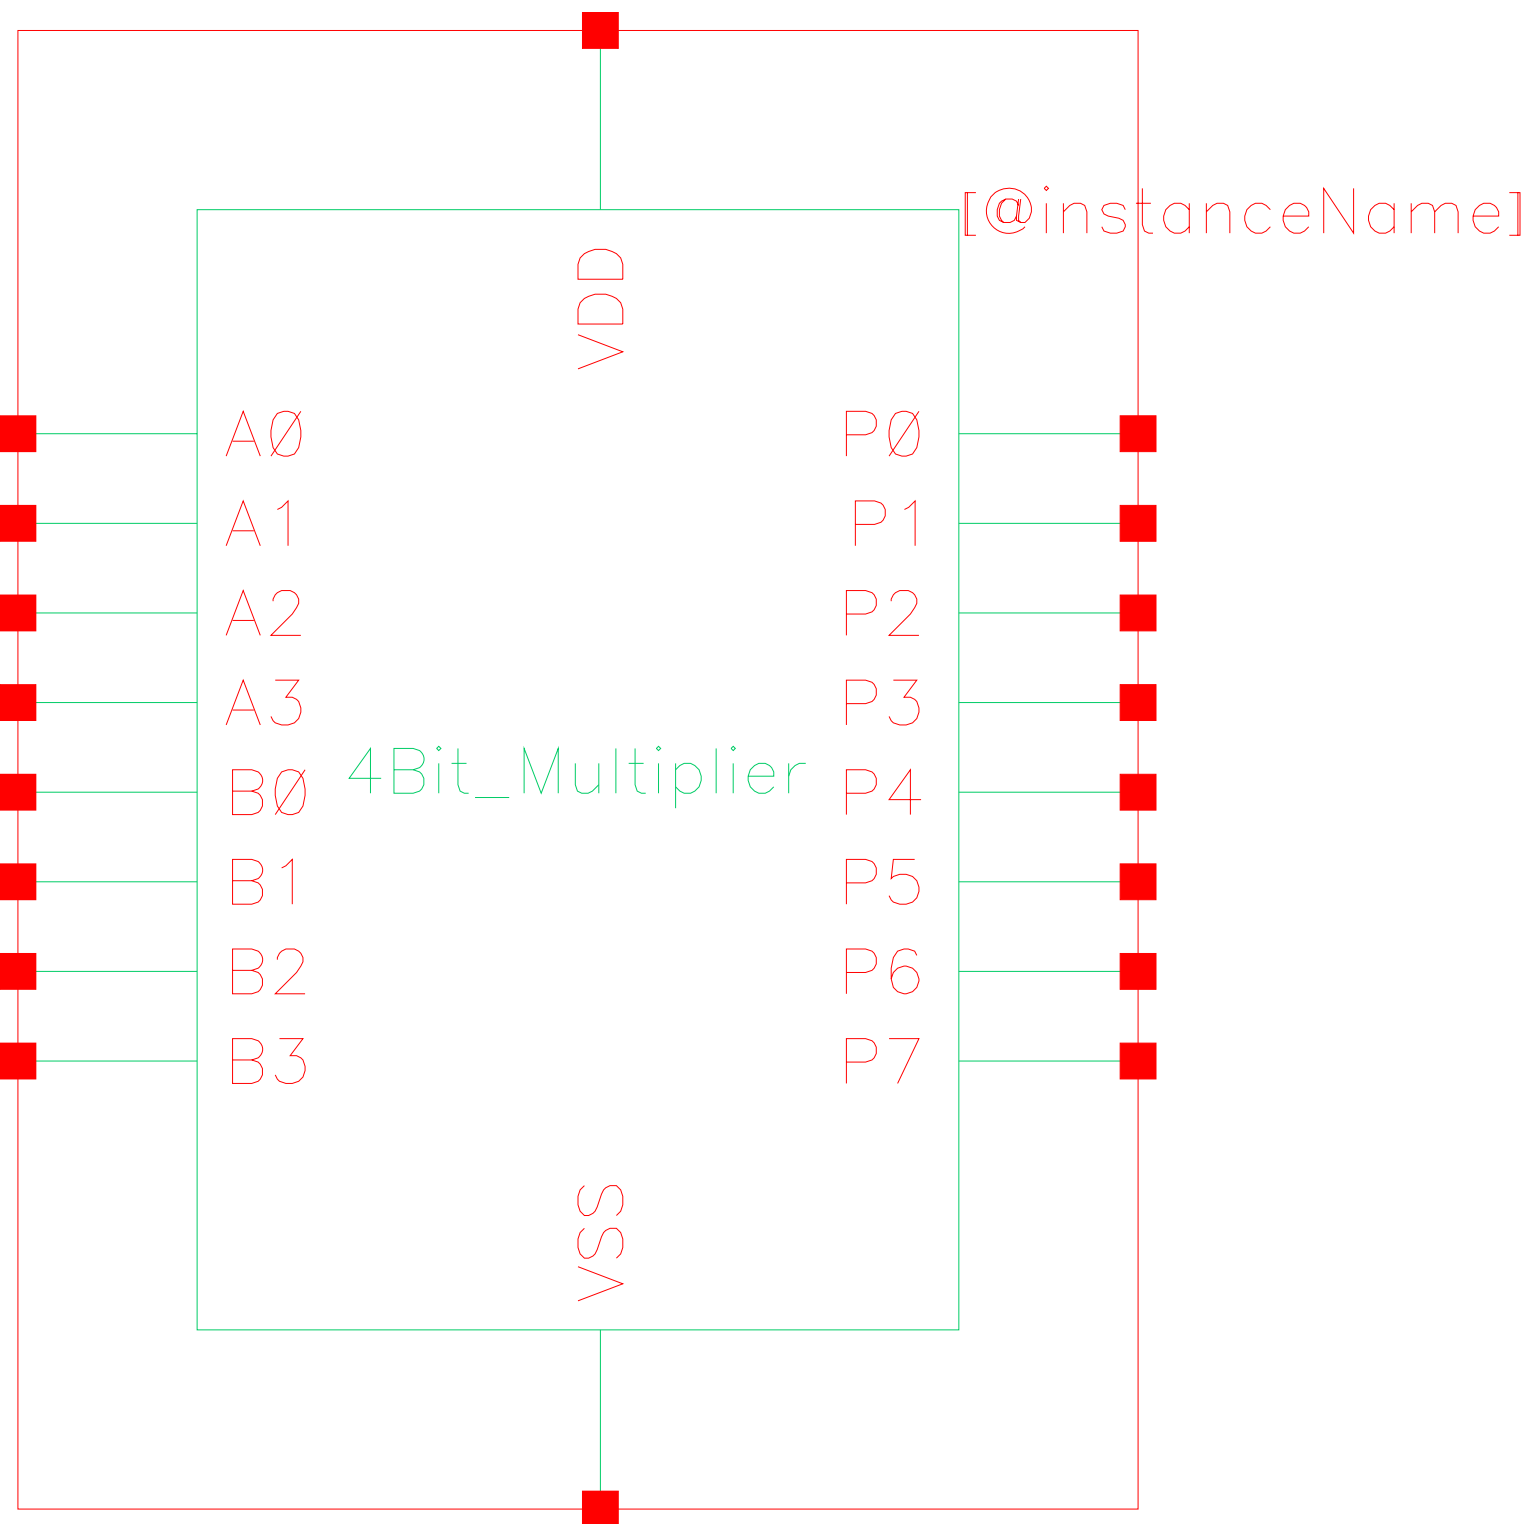 [@instanceName]
VDD
A0 P0
A1 P1
A2 P2
A3 P3
4Bit_Multiplier
B0 P4
B1 P5
B2 P6
B3 P7
VSS